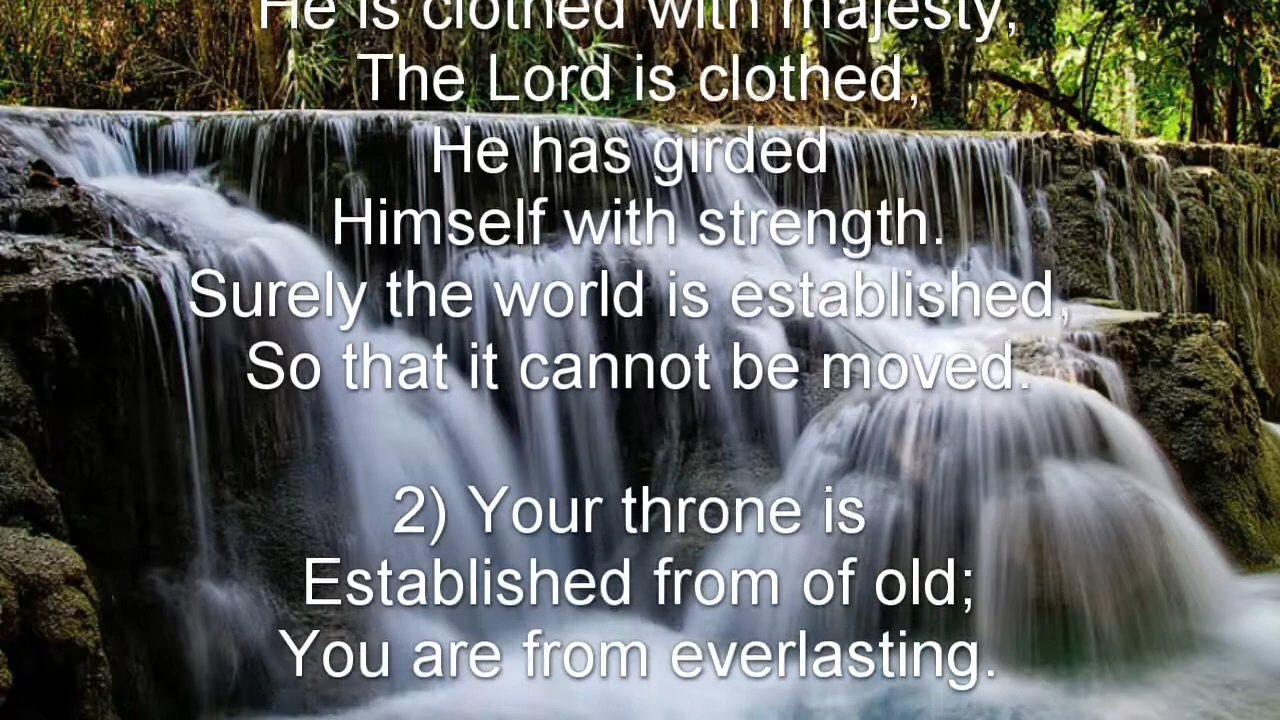 He is clothed with majesty,
The Lord is clothed,
He has girded
Himself with strength.
Surely the world is established,
So that it cannot be moved.
2) Your throne is
Established from of old;
You are from everlasting.